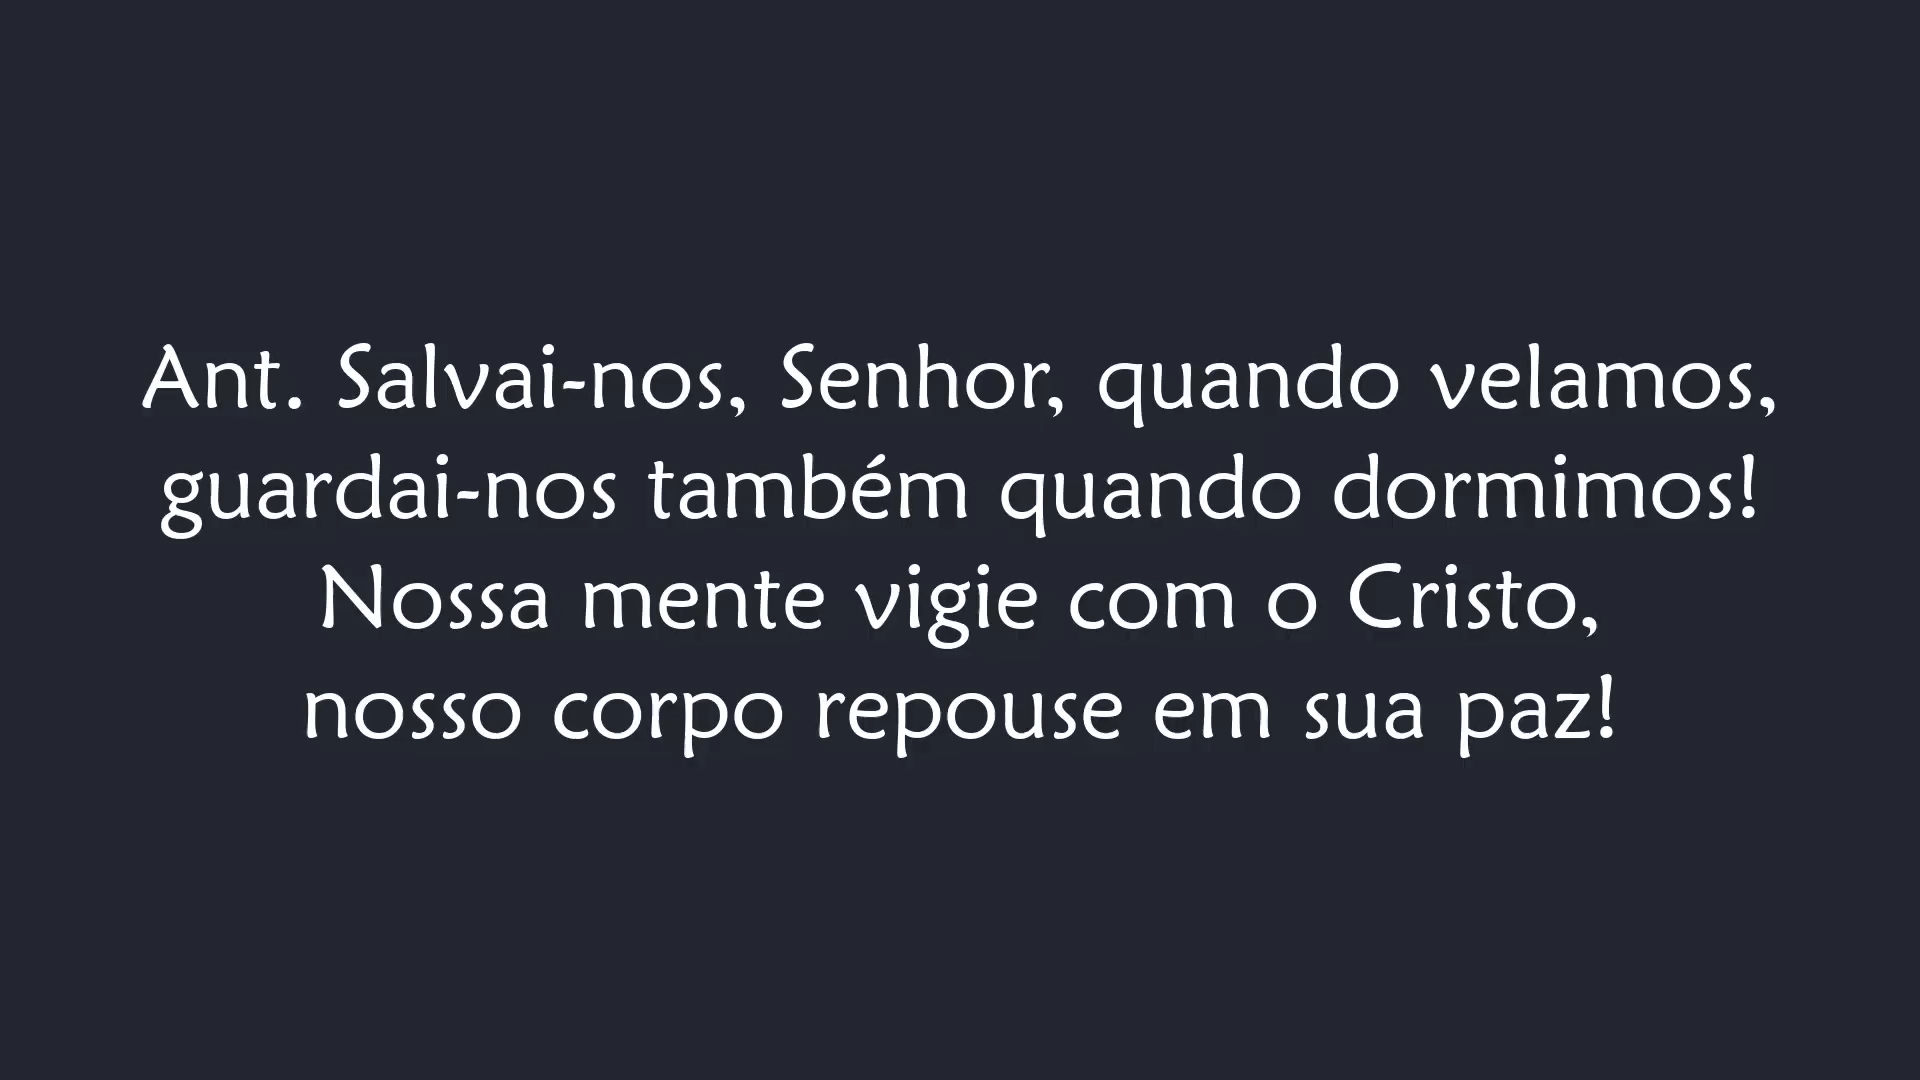 Ant. Salvai-nos, Senhor, quando velamos,
guardai-nos também quando dormimos!
Nossa mente vigie com o Cristo,
nosso corpo repouse em sua paz!